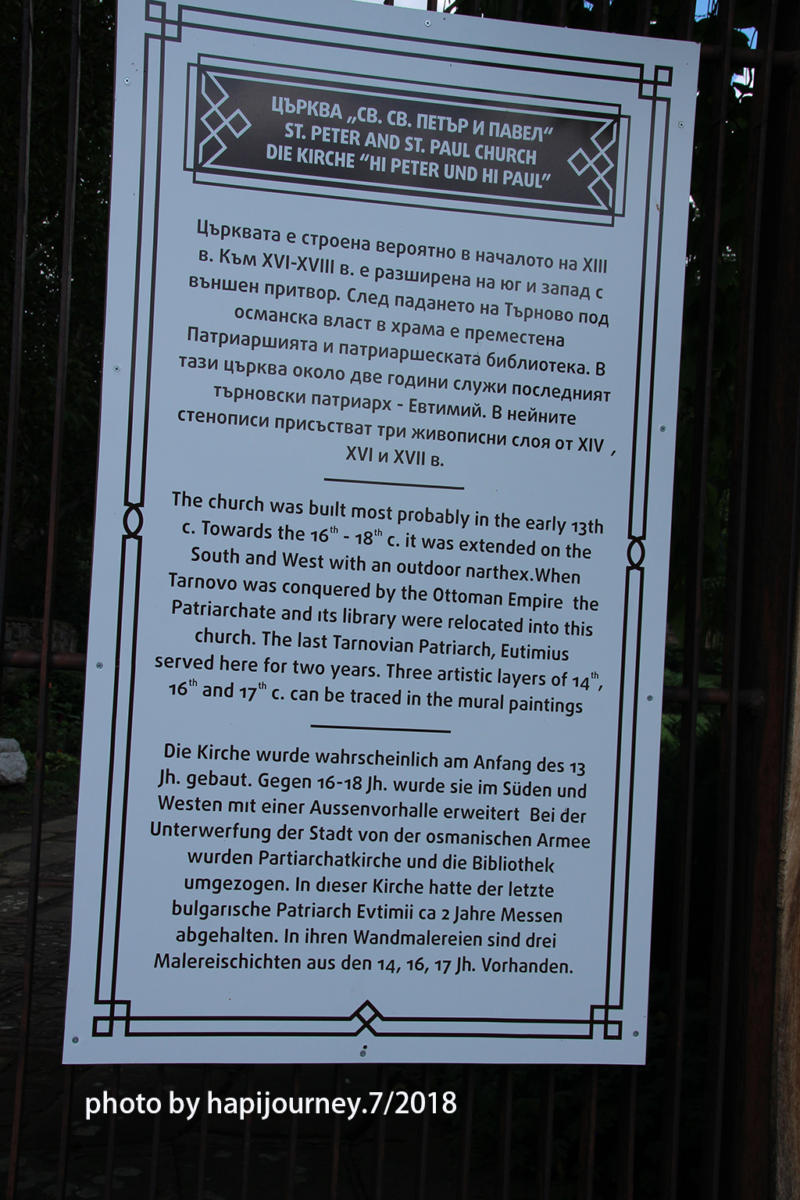 ЦЪРКВА „СВ. СВ. ПЕТЪР И ПАВЕЛ“
ST. PETER AND ST. PAUL CHURCH
DIE KIRCHE “HI PETER UND HI PAUL”
Църквата е строена вероятно в началото на XIII
в. Към XVI-XVIII в. е разширена на юг и запад с
външен притвор. След падането на Търново под
османска власт в храма е преместена
Патриаршията и патриаршеската библиотека. В
тази църква около две години служи последният
търновски патриарх - Евтимий. В нейните
стенописи присъстват три живописни слоя от XIV ,
XVI и XVII в.
The church was built most probably in the early 13th
c. Towards the 16th - 18th c. it was extended on the
South and West with an outdoor narthex.When
Tarnovo was conquered by the Ottoman Empire the
Patriarchate and its library were relocated into this
church. The last Tarnovian Patriarch, Eutimius
served here for two years. Three artistic layers of 14th,
16th and 17th c. can be traced in the mural paintings
Die Kirche wurde wahrscheinlich am Anfang des 13
Jh. gebaut. Gegen 16-18 Jh. wurde sie im Süden und
Westen mit einer Aussenvorhalle erweitert Bei der
Unterwerfung der Stadt von der osmanischen Armee
wurden Partiarchatkirche und die Bibliothek
umgezogen. In dieser Kirche hatte der letzte
bulgarische Patriarch Evtimii ca 2 Jahre Messen
abgehalten. In ihren Wandmalereien sind drei
Malereischichten aus den 14, 16, 17 Jh. Vorhanden.
photo by hapijourney.7/2018